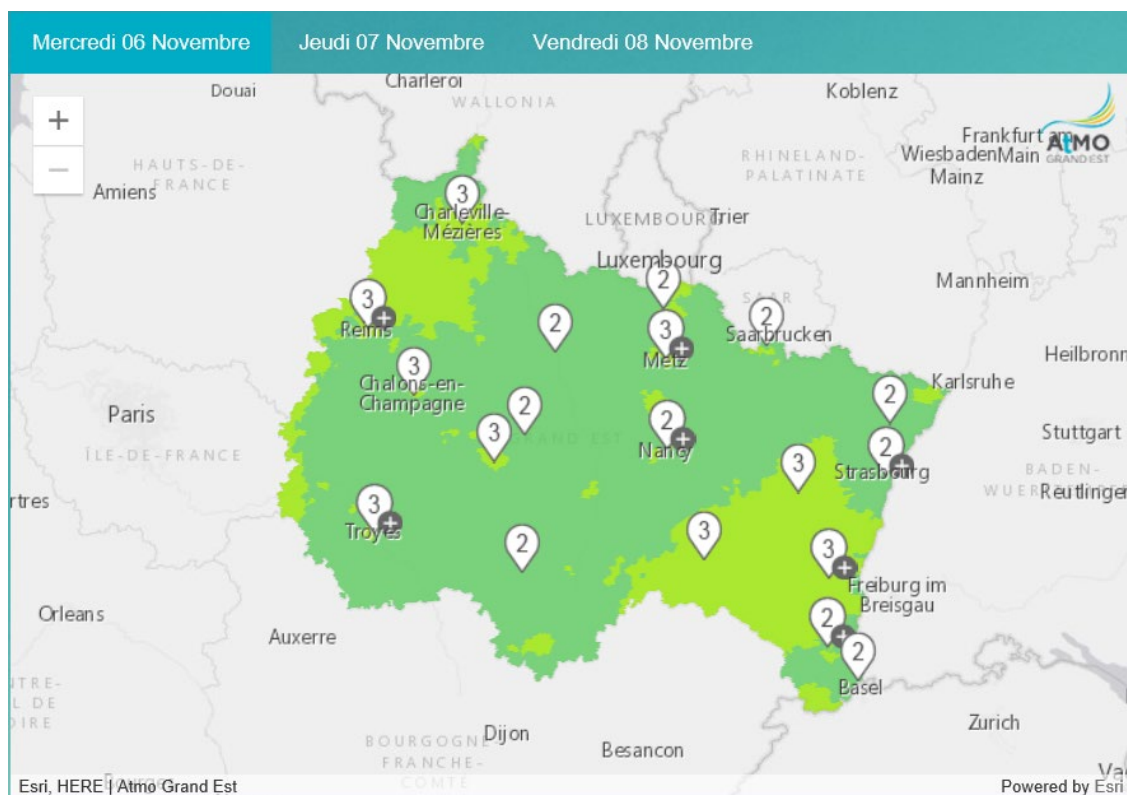 Mercredi 06 Novembre
Jeudi 07 Novembre
Vendredi 08 Novembre
Charleroi
Douai
WALLONIA
Koblenz
+
−
Frankfurt am
Main
ATMO
GRAND EST
Wiesbaden
Mainz
HAUTS-DE-
FRANCE
RHINELAND-
PALATINATE
Amiens
3
Charleville-
Mézières
LUXEMBOURG
Trier
Luxembourg
Mannheim
2
SAAR
3
Reims
2
3
Metz
2
Saarbrucken
Heilbronn
3
Chalons-en-
Champagne
Karlsruhe
2
Paris
2
3
GRAND EST
2
Nancy
2
Strasbourg
Stuttgart
ÎLE-DE-FRANCE
3
BADEN-
Reutlingen
3
Troyes
3
2
3
Freiburg im
Breisgau
Orleans
Auxerre
2
2
Basel
Dijon
BOURGOGNE
FRANCHE-
COMTÉ
Besancon
Zurich
Bourges
Esri, HERE | Atmo Grand Est
Powered by Esri